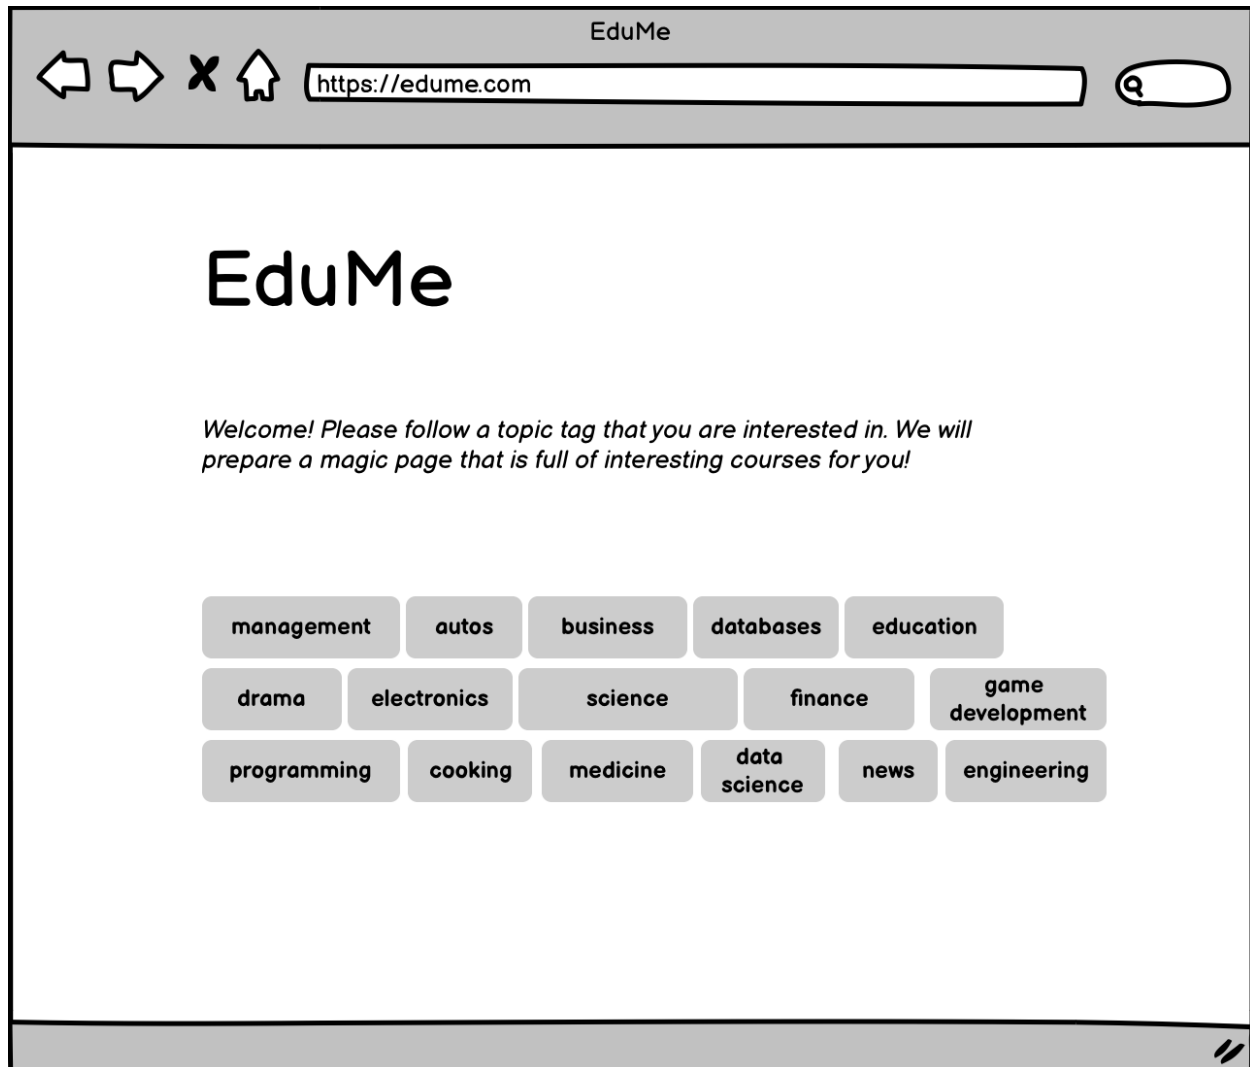 EduMe
https://edume.com
EduMe
Welcome! Please follow a topic tag that you are interested in. We will
prepare a magic page that is full of interesting courses for you!
management autos business databases education
drama electronics science finance game
development
programming cooking medicine data
science news engineering